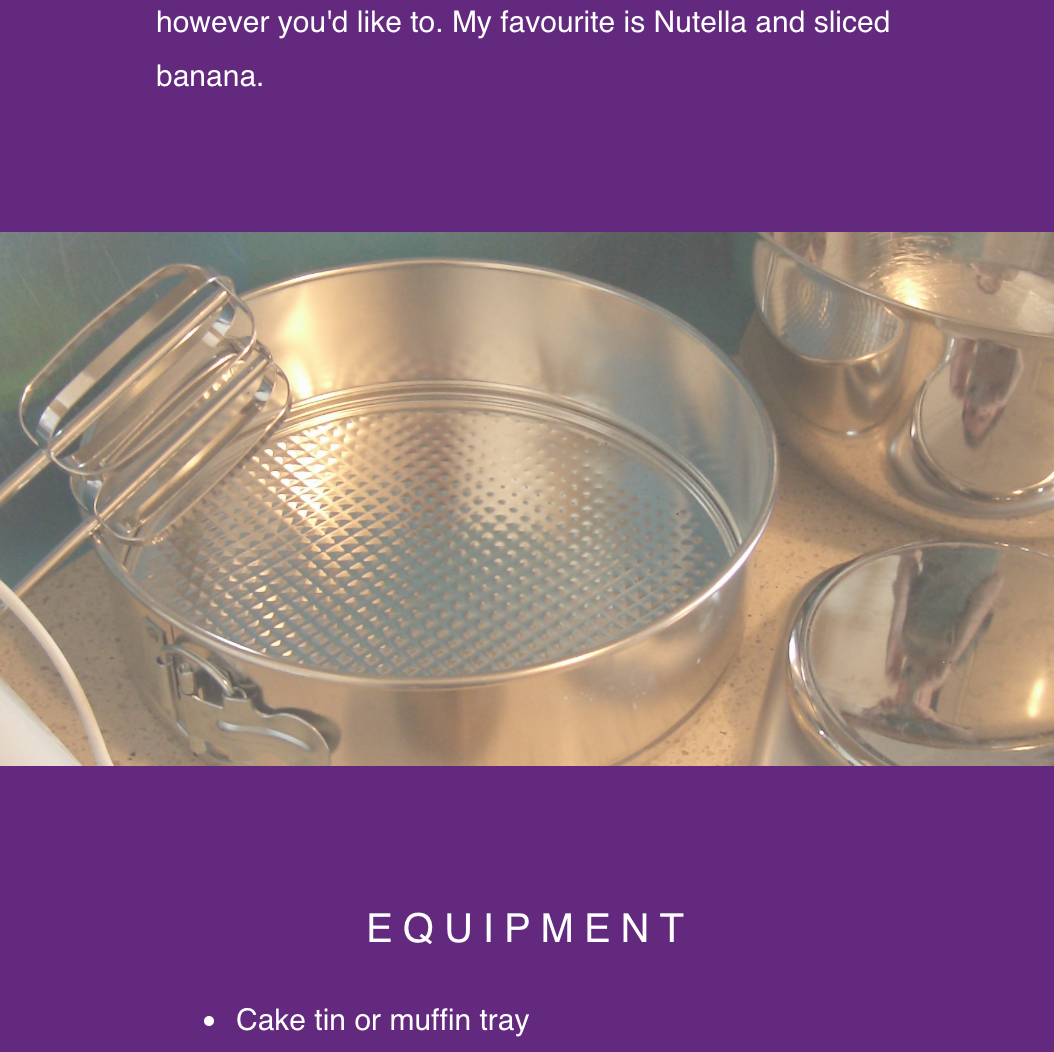 however you'd like to. My favourite is Nutella and sliced
banana.
EQUIPMENT
• Cake tin or muffin tray